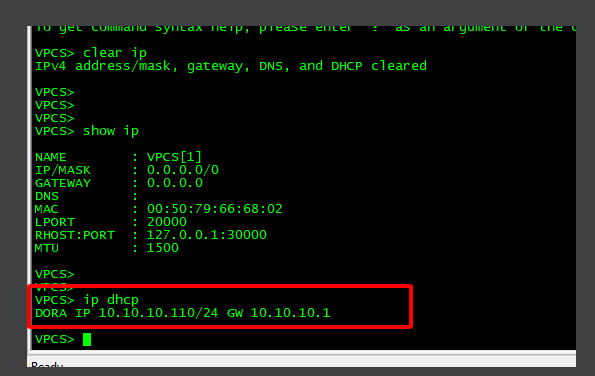 To get command syntax help, please enter '?' as an argument of the c
VPCS> clear ip
IPv4 address/mask, gateway, DNS, and DHCP cleared
VPCS>
VPCS>
VPCS>
VPCS> show ip
NAME : VPCS[1]
IP/MASK : 0.0.0.0/0
GATEWAY : 0.0.0.0
DNS :
MAC : 00:50:79:66:68:02
LPORT : 20000
RHOST:PORT : 127.0.0.1:30000
MTU : 1500
VPCS>
VPCS>
VPCS> ip dhcp
DORA IP 10.10.10.110/24 GW 10.10.10.1
VPCS>
Ready